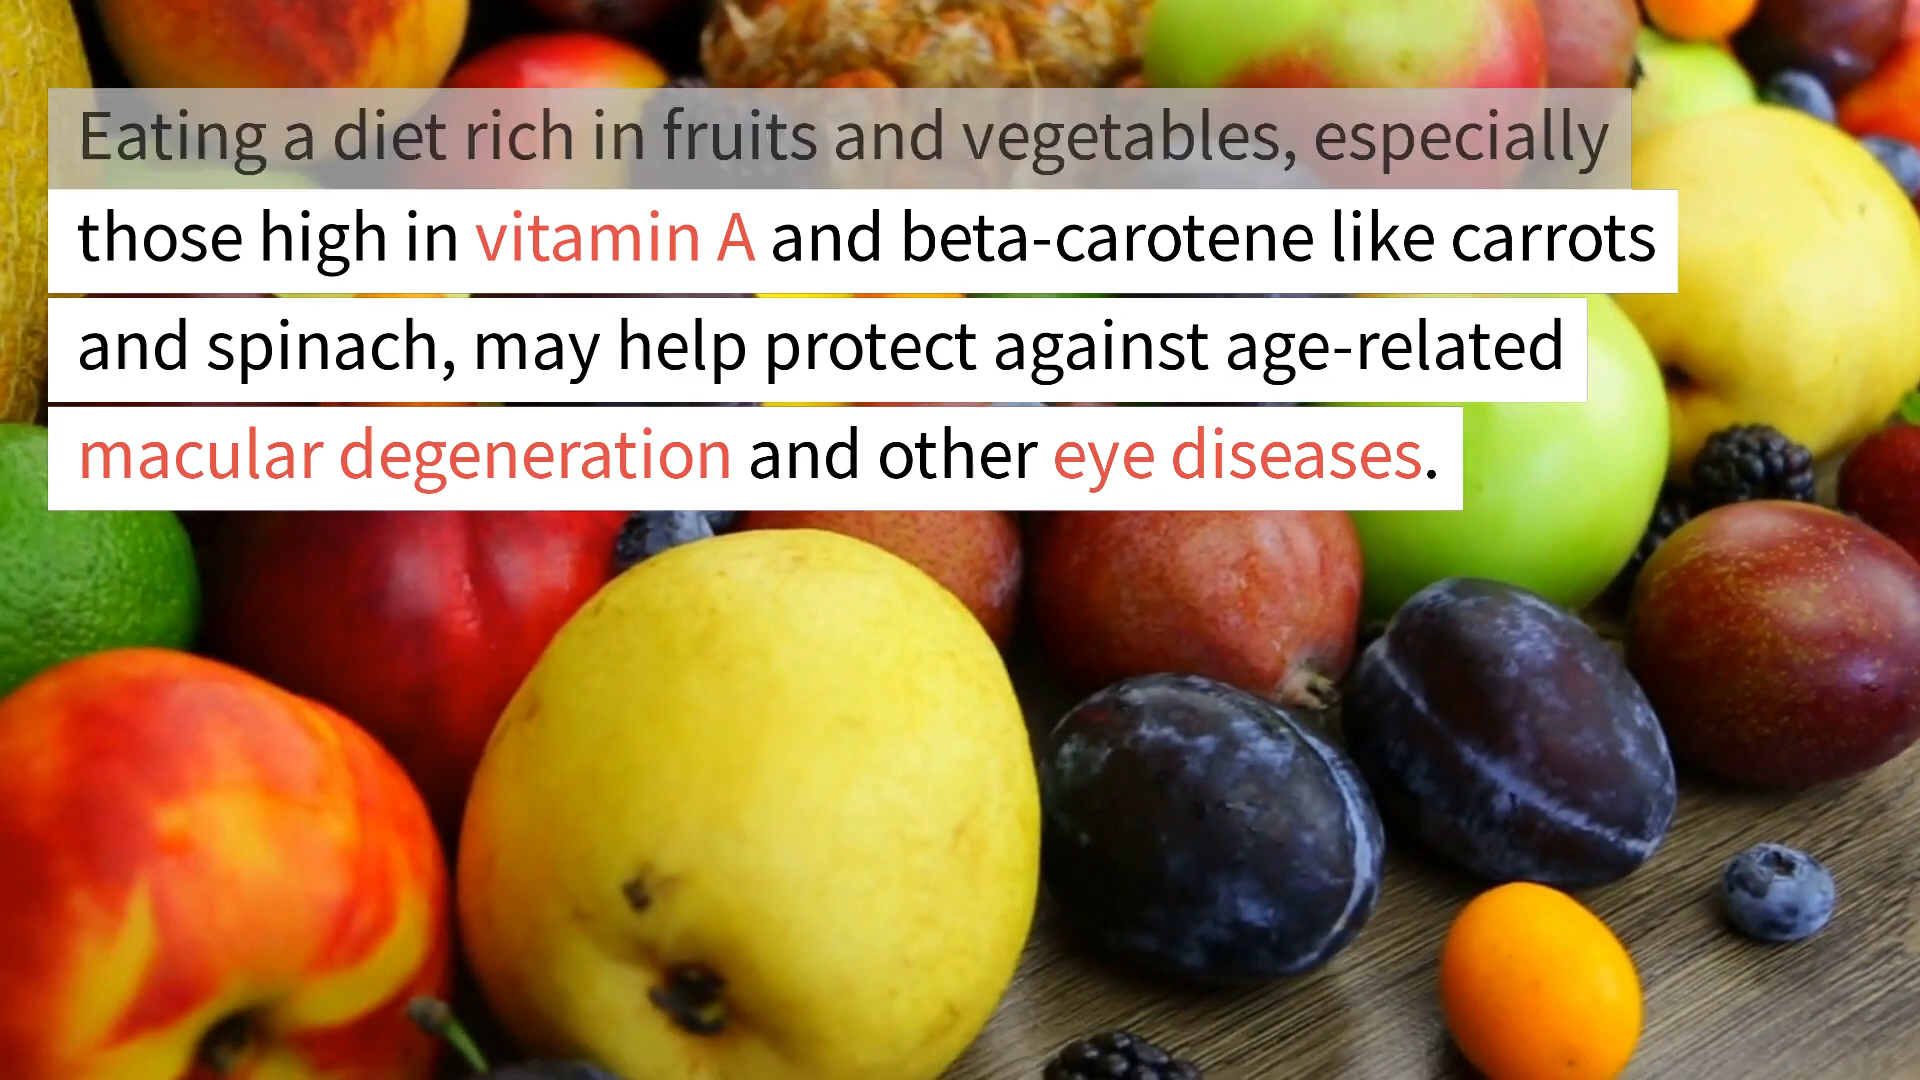 Eating a diet rich in fruits and vegetables, especially
those high in vitamin A and beta-carotene like carrots
and spinach, may help protect against age-related
macular degeneration and other eye diseases.